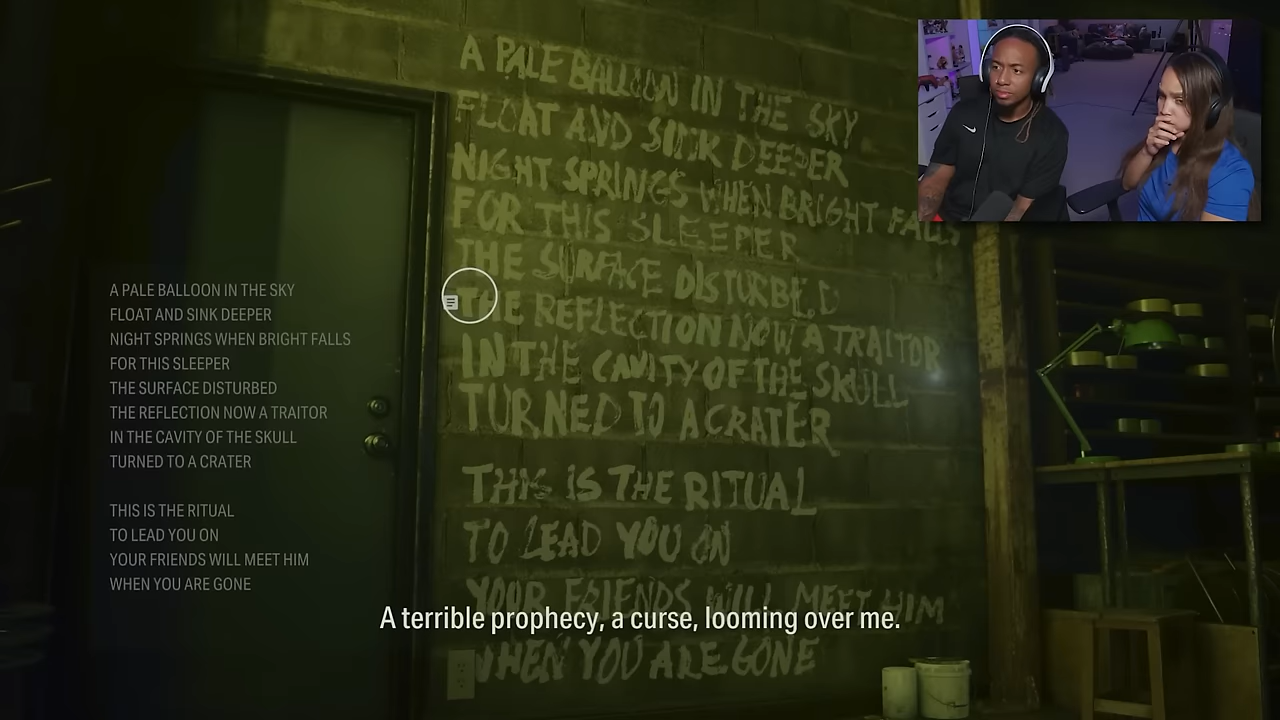 A PALE BALLOON IN THE SKY
FLOAT AND SINK DEEPER
NIGHT SPRINGS WHEN BRIGHT FALLS
FOR THIS SLEEPER
THE SURFACE DISTURBED
THE REFLECTION NOW A TRAITOR
IN THE CAVITY OF THE SKULL
TURNED TO A CRATER
THIS IS THE RITUAL
TO LEAD YOU ON
YOUR FRIENDS WILL MEET HIM
WHEN YOU ARE GONE
A PALE BALLOON IN THE SKY
FLOAT AND SINK DEEPER
NIGHT SPRINGS WHEN BRIGHT FALLS
FOR THIS SLEEPER
THE SURFACE DISTURBED
THE REFLECTION NOW A TRAITOR
IN THE CAVITY OF THE SKULL
TURNED TO A CRATER
THIS IS THE RITUAL
TO LEAD YOU ON
YOUR FRIENDS WILL MEET HIM
WHEN YOU ARE GONE
A terrible prophecy, a curse, looming over me.